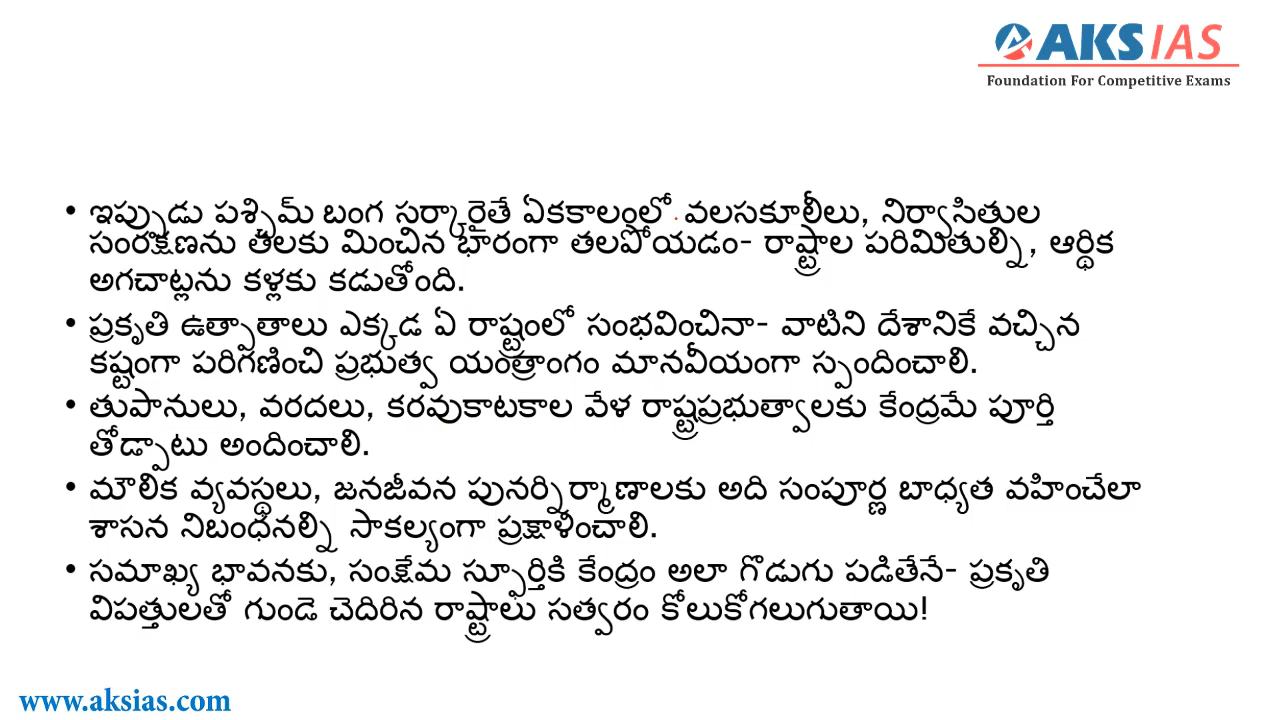 AKS IAS
Foundation For Competitive Exams
• ఇప్పుడు పశ్చిమ్ బంగ సర్కారైతే ఏకకాలంలో వలసకూలీలు, నిర్వాసితుల
సంరక్షణను తలకు మించిన భారంగా తలపోయడం- రాష్ట్రాల పరిమితుల్ని, ఆర్థిక
అగచాట్లను కళ్లకు కడుతోంది.
• ప్రకృతి ఉత్పాతాలు ఎక్కడ ఏ రాష్ట్రంలో సంభవించినా- వాటిని దేశానికే వచ్చిన
కష్టంగా పరిగణించి ప్రభుత్వ యంత్రాంగం మానవీయంగా స్పందించాలి.
• తుపానులు, వరదలు, కరవుకాటకాల వేళ రాష్ట్రప్రభుత్వాలకు కేంద్రమే పూర్తి
తోడ్పాటు అందించాలి.
• మౌలిక వ్యవస్థలు, జనజీవన పునర్నిర్మాణాలకు అది సంపూర్ణ బాధ్యత వహించేలా
శాసన నిబంధనల్ని సాకల్యంగా ప్రక్షాళించాలి.
• సమాఖ్య భావనకు, సంక్షేమ స్ఫూర్తికి కేంద్రం అలా గొడుగు పడితేనే- ప్రకృతి
విపత్తులతో గుండె చెదిరిన రాష్ట్రాలు సత్వరం కోలుకోగలుగుతాయి!
www.aksias.com